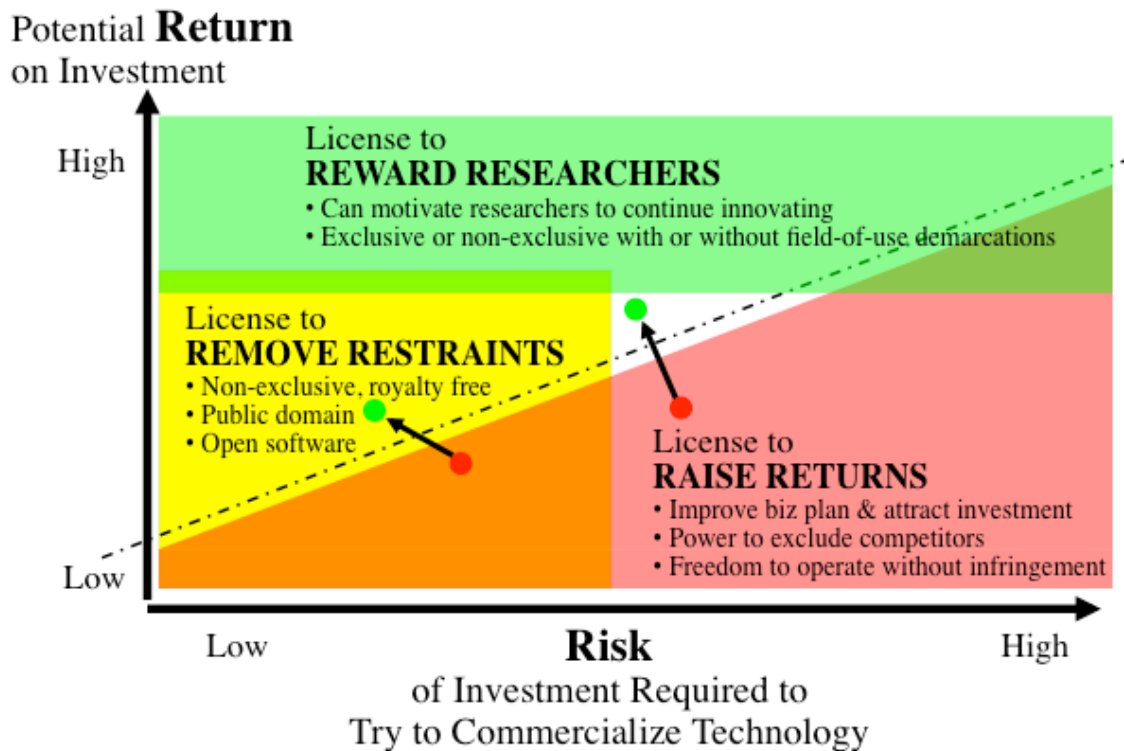 Potential Return
on Investment
High
License to
REWARD RESEARCHERS
• Can motivate researchers to continue innovating
• Exclusive or non-exclusive with or without field-of-use demarcations
License to
REMOVE RESTRAINTS
• Non-exclusive, royalty free
• Public domain
• Open software
License to
RAISE RETURNS
• Improve biz plan & attract investment
• Power to exclude competitors
• Freedom to operate without infringement
Low
Low
Risk
High
of Investment Required to
Try to Commercialize Technology